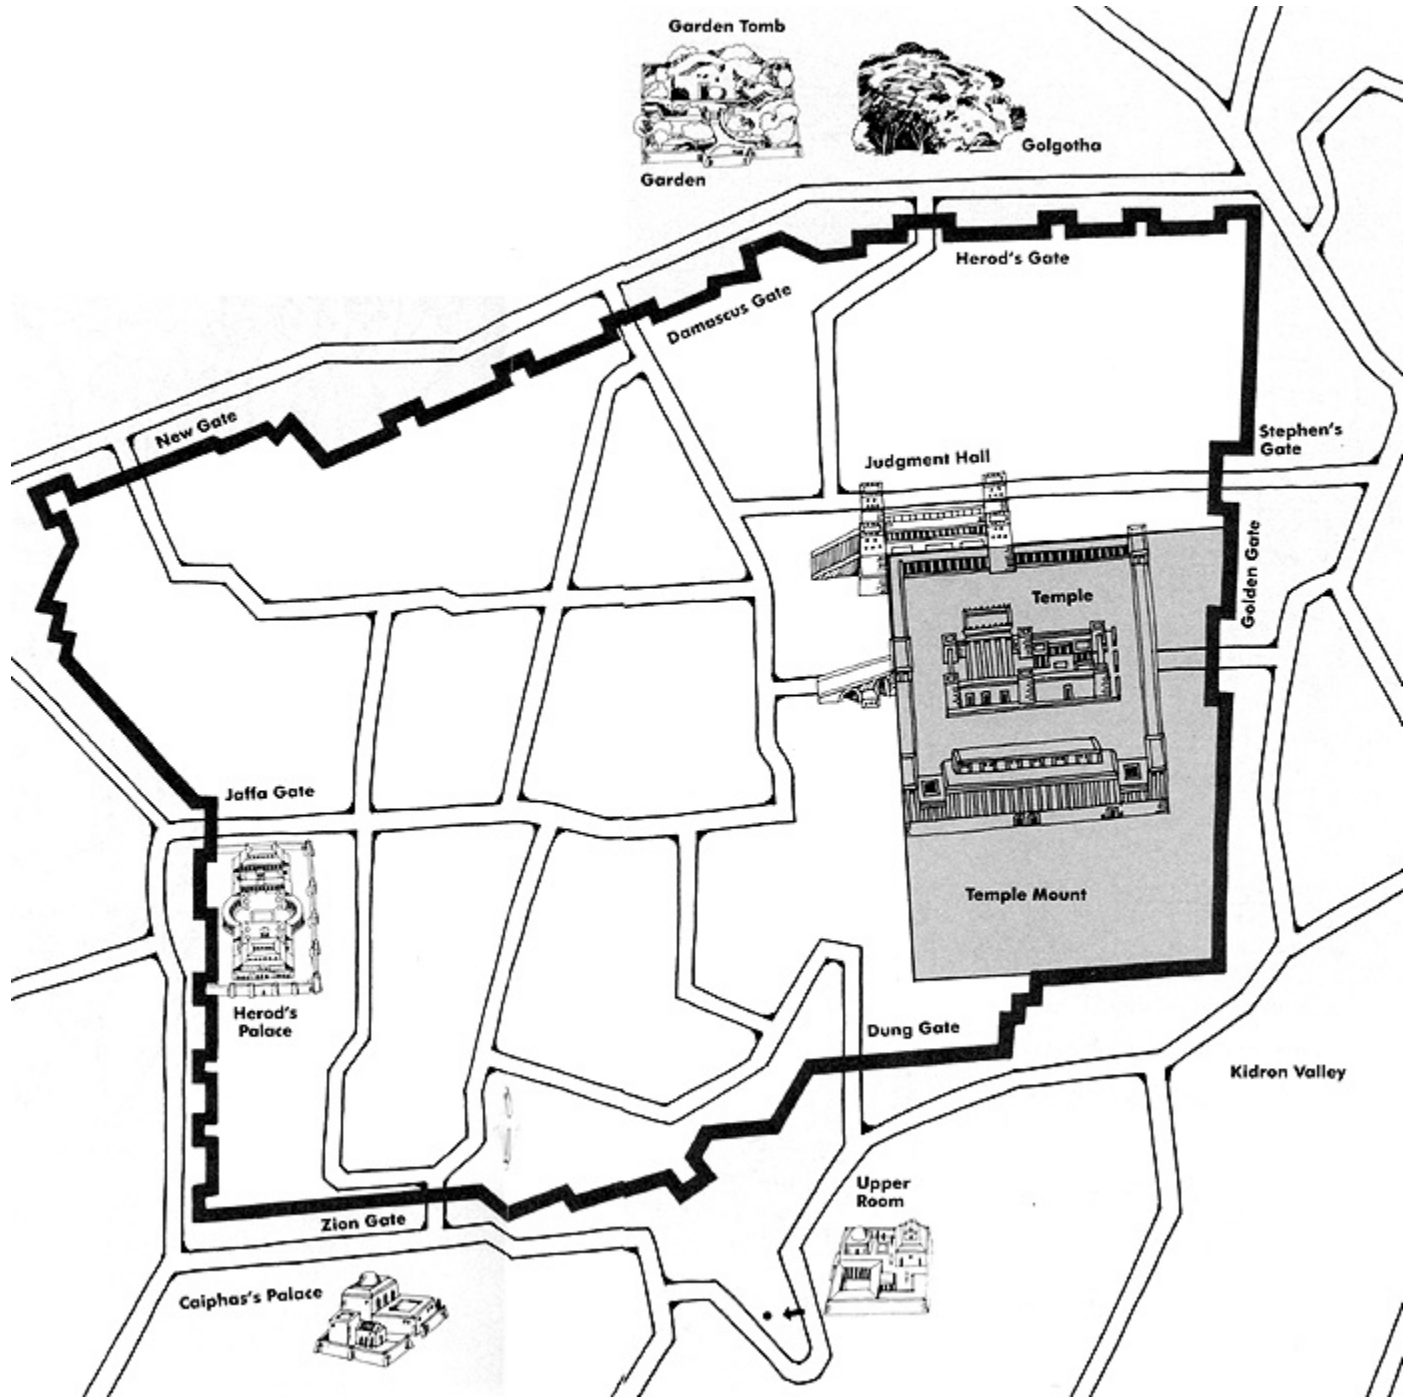 Garden Tomb
Golgotha
Garden
Herod's Gate
Damascus Gate
New Gate
Stephen's
Gate
Judgment Hall
Golden Gate
Temple
Jaffa Gate
Temple Mount
Herod's
Palace
Dung Gate
Kidron Valley
Upper
Room
Zion Gate
Caiphas's Palace